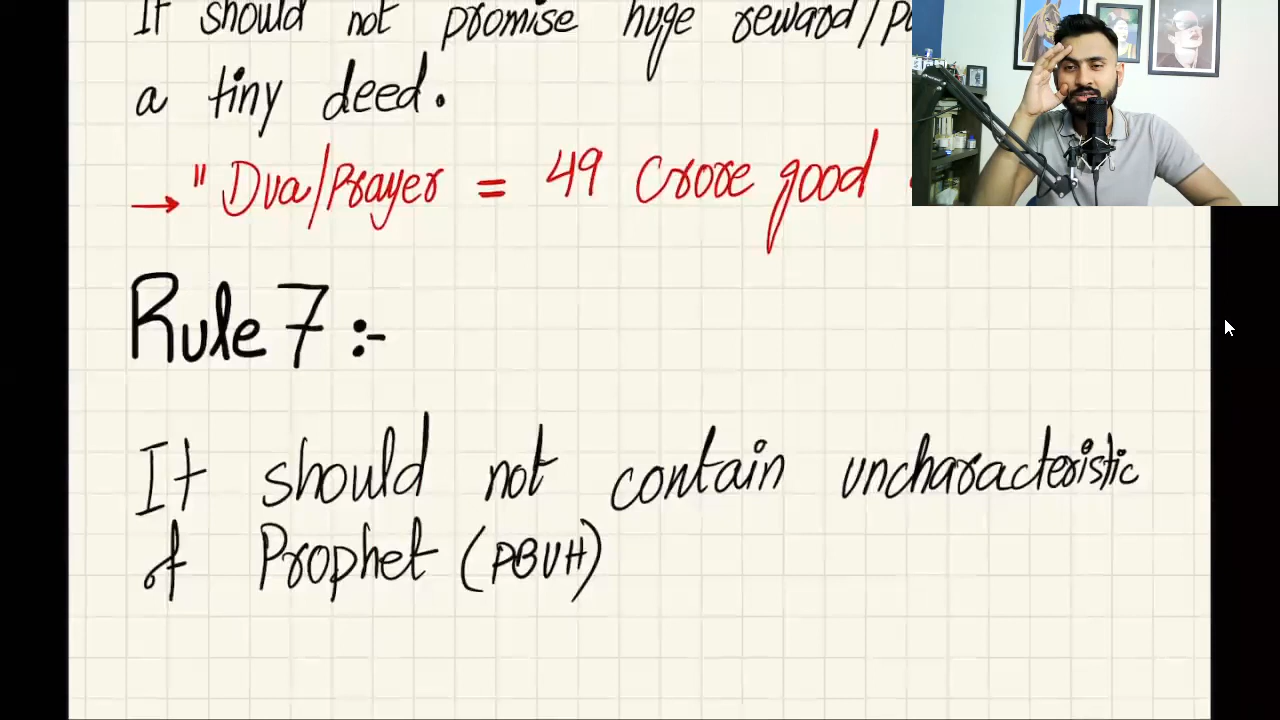 It should not promise huge reward/
a tiny deed.
→ " Dua/Prayer = 49 Crore good
Rule 7 :-
It should not contain uncharacteristic
of Prophet (PBUH)